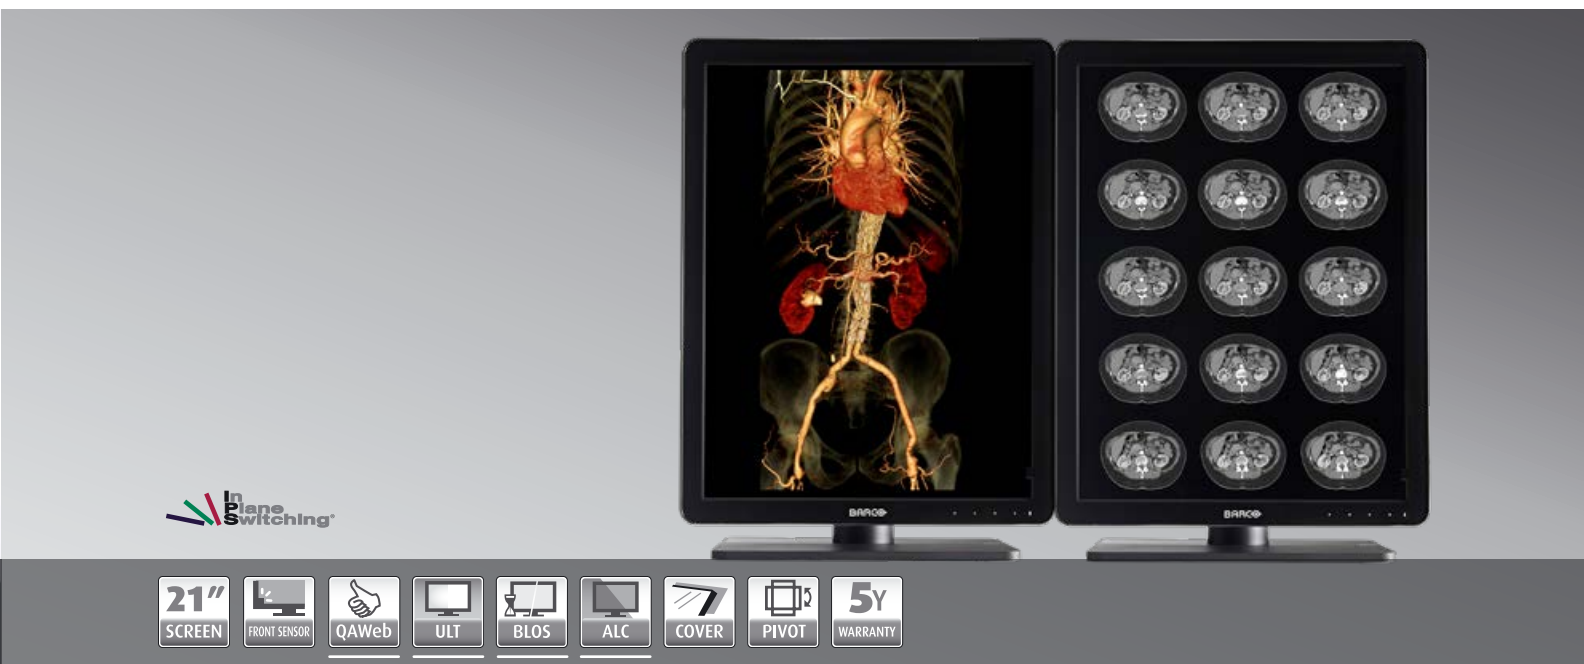 In
Plane
Switching®
BARCO
BARCO
21”
SCREEN
FRONT SENSOR
QAWeb
ULT
BLOS
ALC
COVER
PIVOT
5Y
WARRANTY